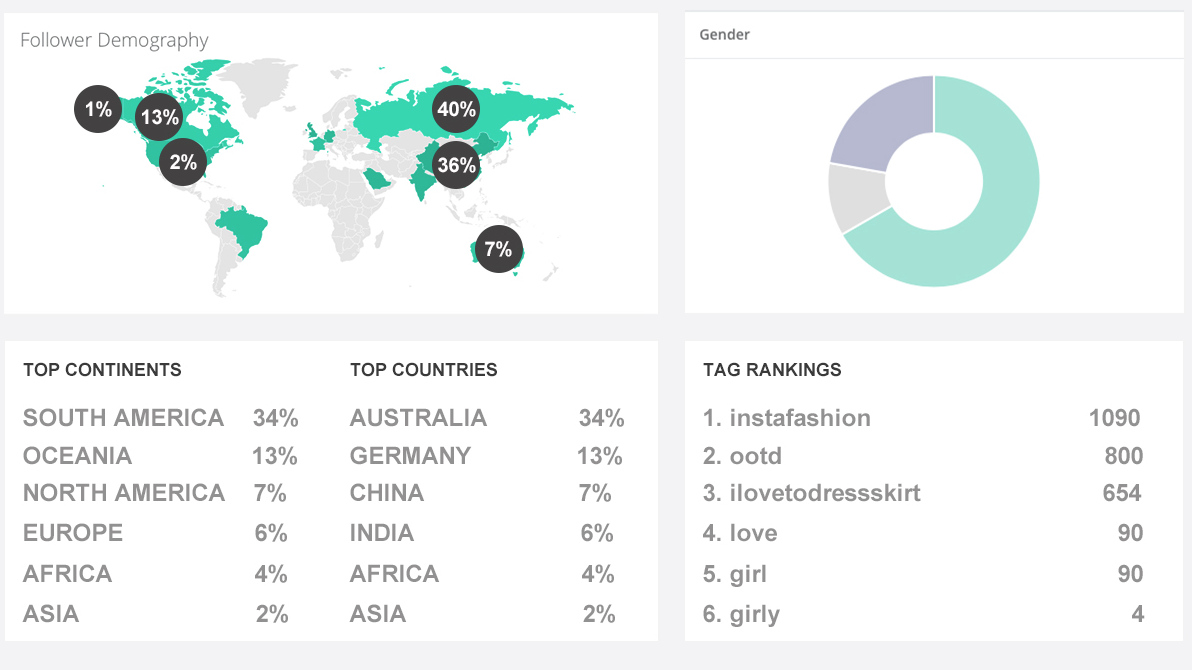 Follower Demography
1%
13%
2%
40%
36%
7%
Gender
TOP CONTINENTS
SOUTH AMERICA 34%
OCEANIA 13%
NORTH AMERICA 7%
EUROPE 6%
AFRICA 4%
ASIA 2%
TOP COUNTRIES
AUSTRALIA 34%
GERMANY 13%
CHINA 7%
INDIA 6%
AFRICA 4%
ASIA 2%
TAG RANKINGS
1. instafashion 1090
2. ootd 800
3. ilovetodressskirt 654
4. love 90
5. girl 90
6. girly 4